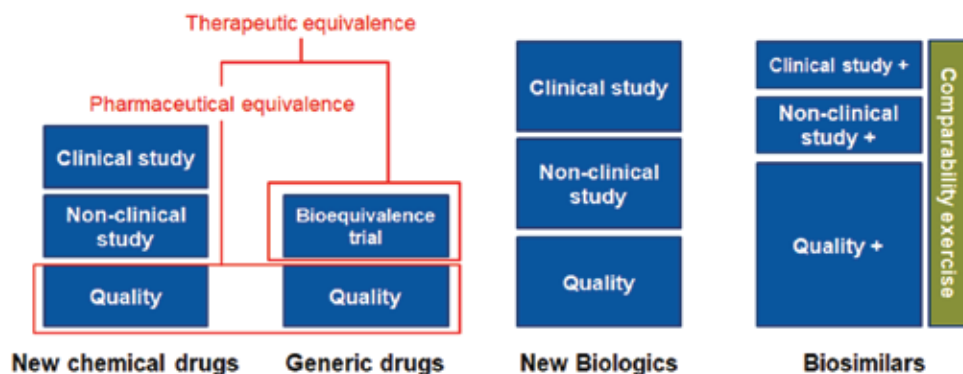 Therapeutic equivalence
Pharmaceutical equivalence
Clinical study
Non-clinical
study
Quality
New chemical drugs
Bioequivalence
trial
Quality
Generic drugs
Clinical study
Non-clinical
study
Quality
New Biologics
Clinical study +
Non-clinical
study +
Quality +
Comparability exercise
Biosimilars